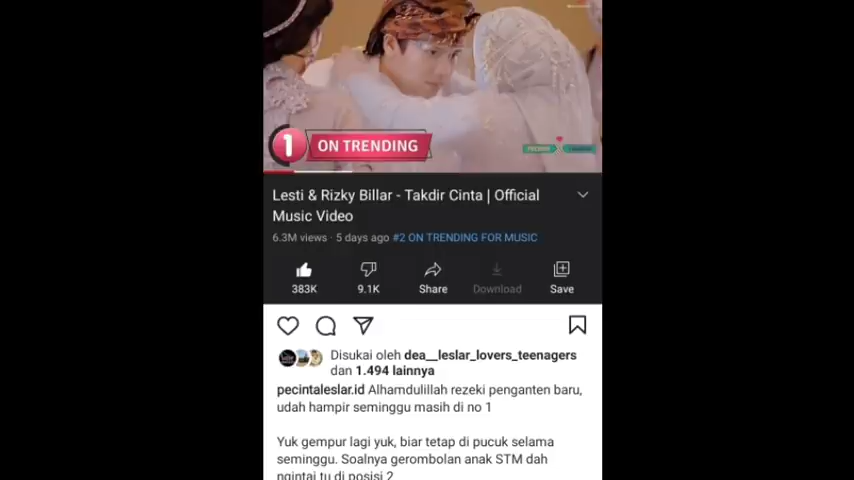 1 ON TRENDING
Lesti & Rizky Billar - Takdir Cinta | Official
Music Video
6.3M views · 5 days ago #2 ON TRENDING FOR MUSIC
383K
9.1K
Share
Download
Save
Disukai oleh dea__leslar_lovers_teenagers
dan 1.494 lainnya
pecintaleslar.id Alhamdulillah rezeki penganten baru,
udah hampir seminggu masih di no 1
Yuk gempur lagi yuk, biar tetap di pucuk selama
seminggu. Soalnya gerombolan anak STM dah
ngintai tu di posisi 2